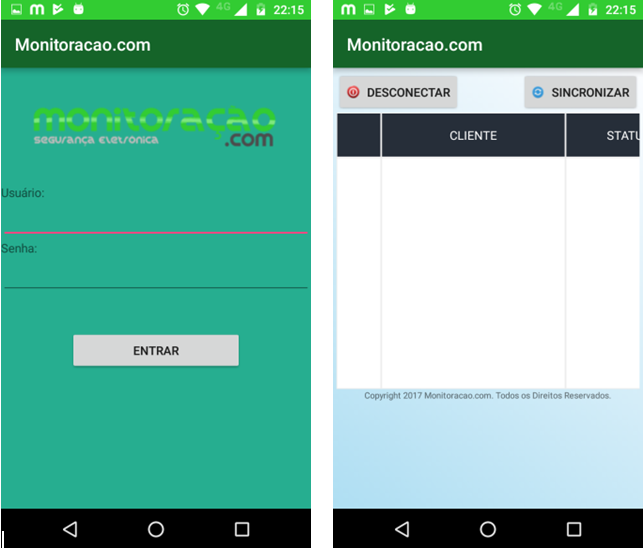 4G 22:15
Monitoracao.com
monitoração
segurança eletrônica
.com
Usuário:
Senha:
ENTRAR
4G 22:15
Monitoracao.com
DESCONECTAR
SINCRONIZAR
CLIENTE
STATU
Copyright 2017 Monitoracao.com. Todos os Direitos Reservados.